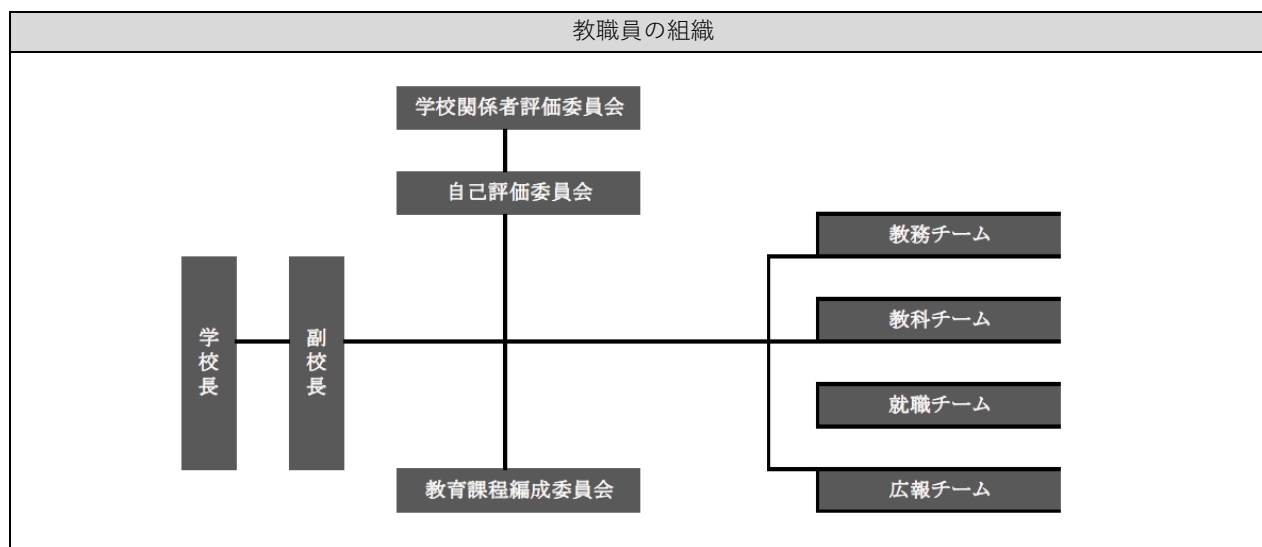 教職員の組織
学校関係者評価委員会
自己評価委員会
教務チーム
教科チーム
学校長
副校長
就職チーム
教育課程編成委員会
広報チーム